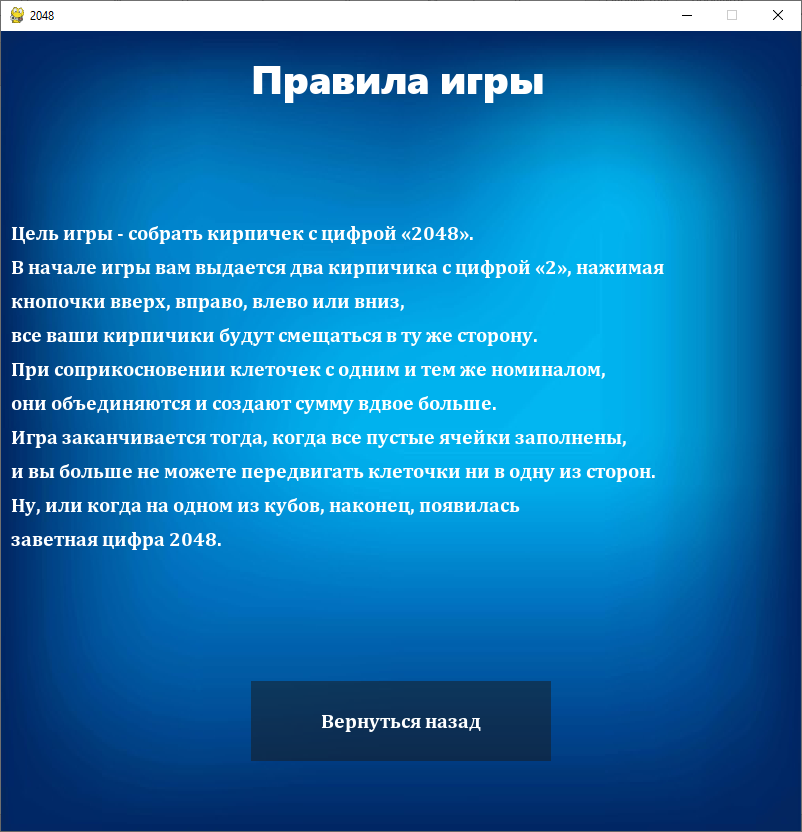 2048
Правила игры
Цель игры - собрать кирпичек с цифрой «2048».
В начале игры вам выдается два кирпичика с цифрой «2», нажимая
кнопочки вверх, вправо, влево или вниз,
все ваши кирпичики будут смещаться в ту же сторону.
При соприкосновении клеточек с одним и тем же номиналом,
они объединяются и создают сумму вдвое больше.
Игра заканчивается тогда, когда все пустые ячейки заполнены,
и вы больше не можете передвигать клеточки ни в одну из сторон.
Ну, или когда на одном из кубов, наконец, появилась
заветная цифра 2048.
Вернуться назад